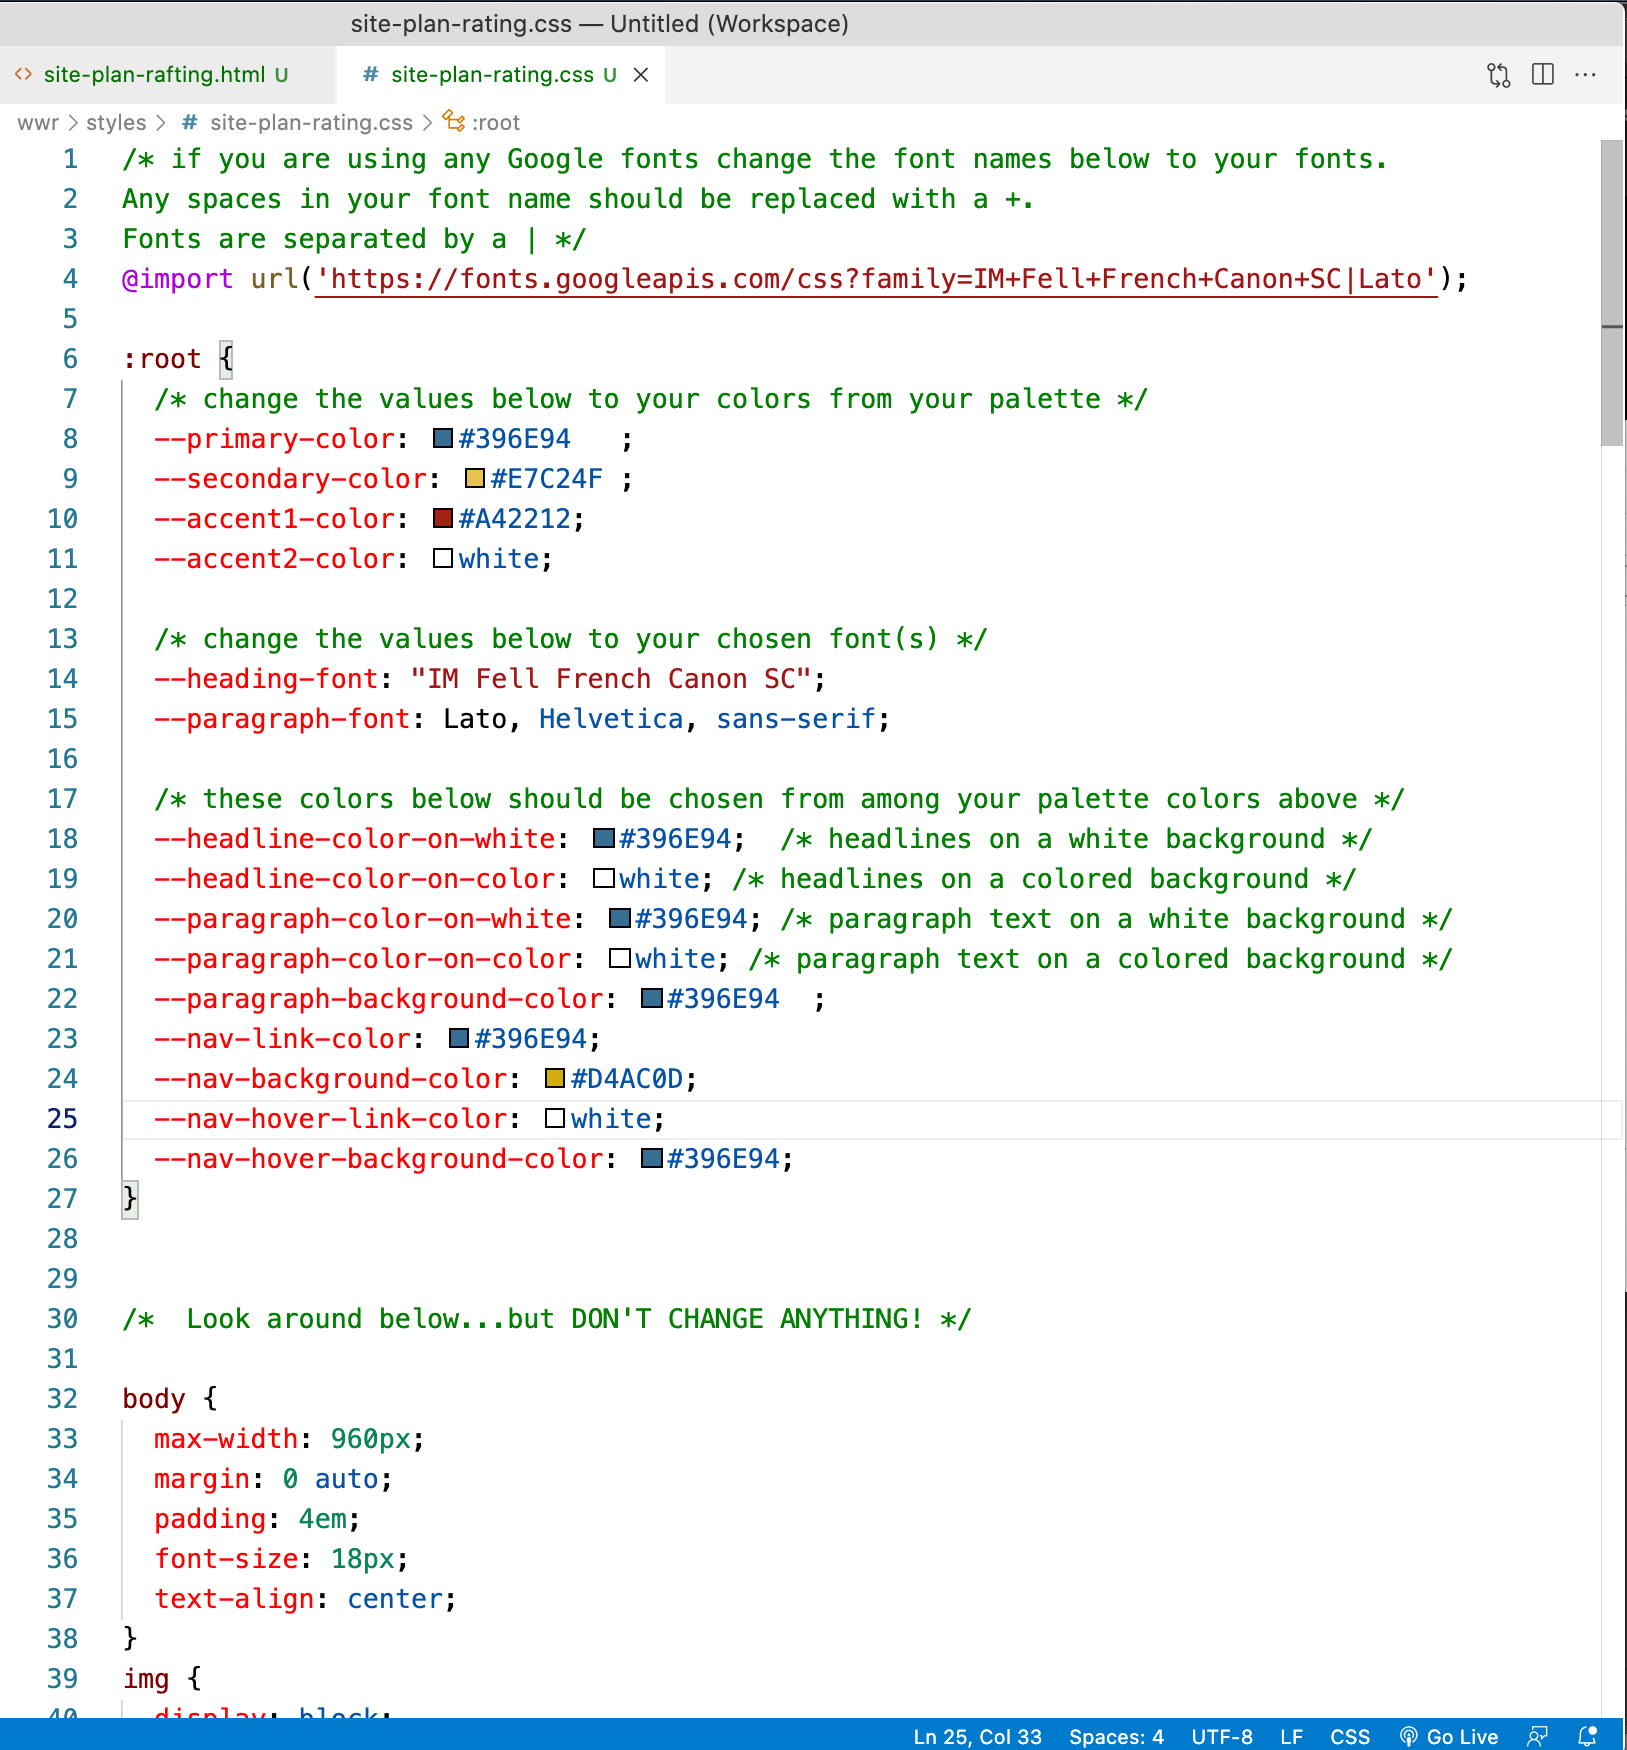 site-plan-rating.css — Untitled (Workspace)
<> site-plan-rafting.html U # site-plan-rating.css U ×
wwr > styles > # site-plan-rating.css > :root
1 /* if you are using any Google fonts change the font names below to your fonts.
2 Any spaces in your font name should be replaced with a +.
3 Fonts are separated by a | */
4 @import url('https://fonts.googleapis.com/css?family=IM+Fell+French+Canon+SC|Lato');
5
6 :root {
7   /* change the values below to your colors from your palette */
8   --primary-color: #396E94   ;
9   --secondary-color: #E7C24F ;
10   --accent1-color: #A42212;
11   --accent2-color: white;
12
13   /* change the values below to your chosen font(s) */
14   --heading-font: "IM Fell French Canon SC";
15   --paragraph-font: Lato, Helvetica, sans-serif;
16
17   /* these colors below should be chosen from among your palette colors above */
18   --headline-color-on-white: #396E94;  /* headlines on a white background */
19   --headline-color-on-color: white; /* headlines on a colored background */
20   --paragraph-color-on-white: #396E94; /* paragraph text on a white background */
21   --paragraph-color-on-color: white; /* paragraph text on a colored background */
22   --paragraph-background-color: #396E94  ;
23   --nav-link-color: #396E94;
24   --nav-background-color: #D4AC0D;
25   --nav-hover-link-color: white;
26   --nav-hover-background-color: #396E94;
27 }
28
29
30 /*  Look around below...but DON'T CHANGE ANYTHING! */
31
32 body {
33   max-width: 960px;
34   margin: 0 auto;
35   padding: 4em;
36   font-size: 18px;
37   text-align: center;
38 }
39 img {
40   display: block;
Ln 25, Col 33 Spaces: 4 UTF-8 LF CSS Go Live